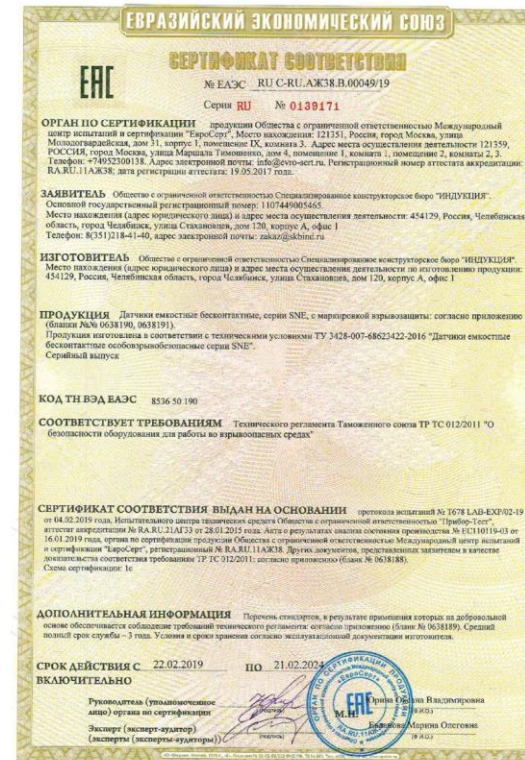 ЕВРАЗИЙСКИЙ ЭКОНОМИЧЕСКИЙ СОЮЗ
СЕРТИФИКАТ СООТВЕТСТВИЯ
ЕАС
№ ЕАЭС RU C-RU.АЖ38.В.00049/19
Серия RU № 0139171
ОРГАН ПО СЕРТИФИКАЦИИ продукции Общества с ограниченной ответственностью Международный
центр испытаний и сертификации "ЕвроСерт", Место нахождения: 121351, Россия, город Москва, улица
Молодогвардейская, дом 31, корпус 1, помещение IX, комната 3. Адрес места осуществления деятельности 121359,
РОССИЯ, город Москва, улица Маршала Тимошенко, дом 4, помещение 1, комната 1, помещение 2, комнаты 2, 3.
Телефон: +74952300138. Адрес электронной почты: info@evro-sert.ru. Регистрационный номер аттестата аккредитации:
RA.RU.11АЖ38; дата регистрации аттестата: 19.05.2017 года.
ЗАЯВИТЕЛЬ Общество с ограниченной ответственностью Специализированное конструкторское бюро "ИНДУКЦИЯ".
Основной государственный регистрационный номер: 1107449005465.
Место нахождения (адрес юридического лица) и адрес места осуществления деятельности: 454129, Россия, Челябинская
область, город Челябинск, улица Стахановцев, дом 120, корпус А, офис 1
Телефон: 8(351)218-41-40, адрес электронной почты: zakaz@skbind.ru
ИЗГОТОВИТЕЛЬ Общество с ограниченной ответственностью Специализированное конструкторское бюро "ИНДУКЦИЯ".
Место нахождения (адрес юридического лица) и адрес места осуществления деятельности по изготовлению продукции:
454129, Россия, Челябинская область, город Челябинск, улица Стахановцев, дом 120, корпус А, офис 1
ПРОДУКЦИЯ Датчики емкостные бесконтактные, серии SNE, с маркировкой взрывозащиты: согласно приложению
(бланки №№ 0638190, 0638191).
Продукция изготовлена в соответствии с техническими условиями ТУ 3428-007-68623422-2016 "Датчики емкостные
бесконтактные особовзрывобезопасные серии SNE".
Серийный выпуск
КОД ТН ВЭД ЕАЭС 8536 50 190
СООТВЕТСТВУЕТ ТРЕБОВАНИЯМ Технического регламента Таможенного союза ТР ТС 012/2011 "О
безопасности оборудования для работы во взрывоопасных средах"
СЕРТИФИКАТ СООТВЕТСТВИЯ ВЫДАН НА ОСНОВАНИИ протокола испытаний № 1678 LAB-EXP/02-19
от 04.02.2019 года, Испытательного центра технических средств Общества с ограниченной ответственностью "Прибор-Тест",
аттестат аккредитации № RA.RU.21АГ33 от 28.01.2015 года. Акта о результатах анализа состояния производства № ЕС110119-03 от
16.01.2019 года, органа по сертификации продукции Общества с ограниченной ответственностью Международный центр испытаний
и сертификации "ЕвроСерт", регистрационный № RA.RU.11АЖ38. Других документов, представленных заявителем в качестве
доказательства соответствия требованиям ТР ТС 012/2011: согласно приложению (бланк № 0638188).
Схема сертификации: 1с
ДОПОЛНИТЕЛЬНАЯ ИНФОРМАЦИЯ Перечень стандартов, в результате применения которых на добровольной
основе обеспечивается соблюдение требований технического регламента: согласно приложению (бланк № 0638189). Средний
полный срок службы – 3 года. Условия и сроки хранения согласно эксплуатационной документации изготовителя.
СРОК ДЕЙСТВИЯ С 22.02.2019 ПО 21.02.2024
ВКЛЮЧИТЕЛЬНО
Руководитель (уполномоченное
лицо) органа по сертификации
(подпись)
М.П.
Юрина Оксана Владимировна
(Ф.И.О.)
Эксперт (эксперт-аудитор)
(эксперты (эксперты-аудиторы))
(подпись)
Марина Олеговна
(Ф.И.О.)